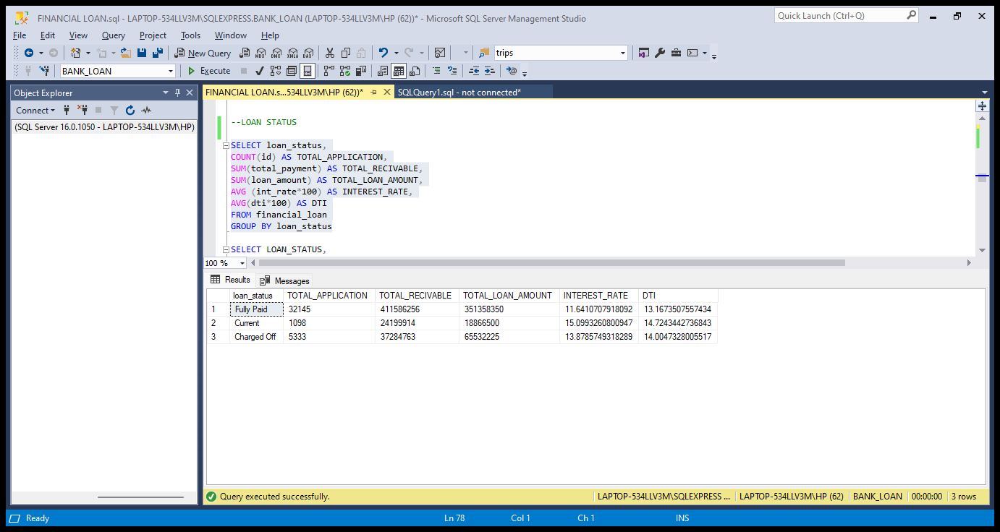 FINANCIAL LOAN.sql - LAPTOP-534LLV3M\SQLEXPRESS.BANK_LOAN (LAPTOP-534LLV3M\HP (62))* - Microsoft SQL Server Management Studio
Quick Launch (Ctrl+Q)
File Edit View Query Project Tools Window Help
New Query MDX DMX XMLA DAX trips
BANK_LOAN Execute
Object Explorer
Connect
(SQL Server 16.0.1050 - LAPTOP-534LLV3M\HP)
FINANCIAL LOAN.s...534LLV3M\HP (62))* SQLQuery1.sql - not connected*
--LOAN STATUS
SELECT loan_status,
COUNT(id) AS TOTAL_APPLICATION,
SUM(total_payment) AS TOTAL_RECIVABLE,
SUM(loan_amount) AS TOTAL_LOAN_AMOUNT,
AVG (int_rate*100) AS INTEREST_RATE,
AVG(dti*100) AS DTI
FROM financial_loan
GROUP BY loan_status
SELECT LOAN_STATUS,
100 %
Results Messages
loan_status TOTAL_APPLICATION TOTAL_RECIVABLE TOTAL_LOAN_AMOUNT INTEREST_RATE DTI
1 Fully Paid 32145 411586256 351358350 11.6410707918092 13.1673507557434
2 Current 1098 24199914 18866500 15.0993260800947 14.7243442736843
3 Charged Off 5333 37284763 65532225 13.8785749318289 14.0047328005517
Query executed successfully. LAPTOP-534LLV3M\SQLEXPRESS ... LAPTOP-534LLV3M\HP (62) BANK_LOAN 00:00:00 3 rows
Ready Ln 78 Col 1 Ch 1 INS